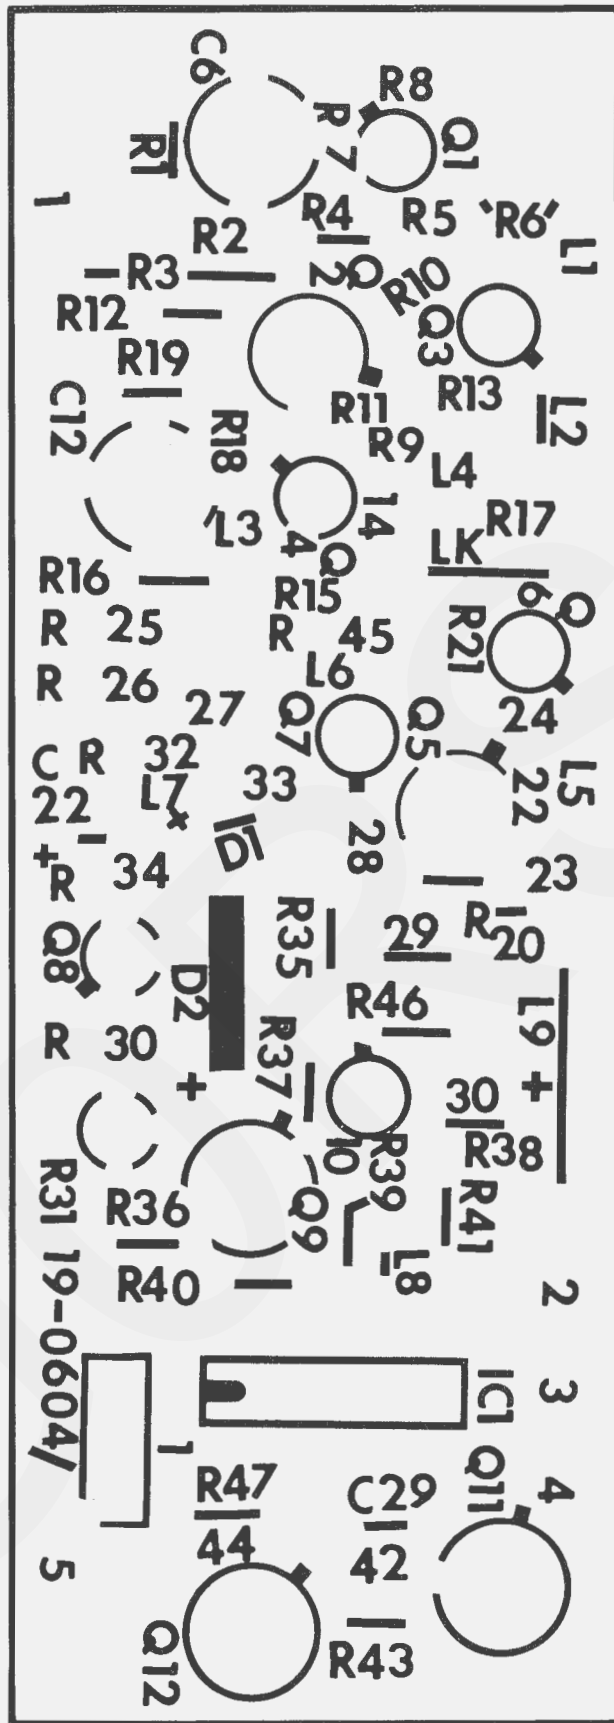 C6
R8
R7
Q1
R1
1
R4
R5
R6
R2
L1
R3
2Q
R10
R12
Q3
R19
R13
C12
R11
L2
R18
R9
L4
14
R17
L3
LK
4Q
R16
R15
6Q
R 25
R 45
R21
R 26
L6
27
Q7
Q5
24
C R 32
22
L7
33
22
L5
D1
28
+
R 34
23
R35
29
R20
Q8
D2
R46
L9
R 30
R37
+
30
+
R38
10
R39
R31
R36
Q9
R41
R40
L8
2
19-0604/
IC1
3
1
R47
C29
Q11
4
44
42
5
Q12
R43